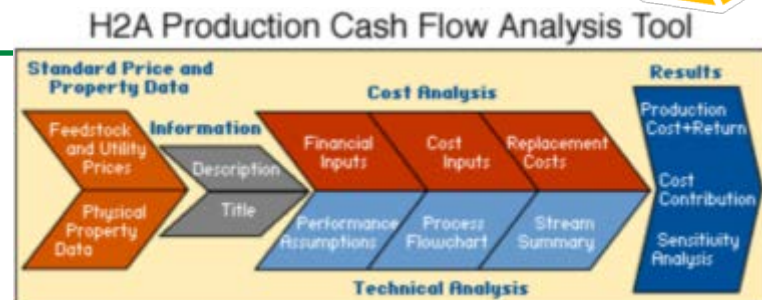 H2A Production Cash Flow Analysis Tool
Standard Price and
Property Data
Feedstock
and Utility
Prices
Physical
Property
Data
Information
Description
Title
Cost Analysis
Financial
Inputs
Cost
Inputs
Replacement
Costs
Performance
Assumptions
Process
Flowchart
Stream
Summary
Technical Analysis
Results
Production
Cost+Return
Cost
Contribution
Sensitivity
Analysis